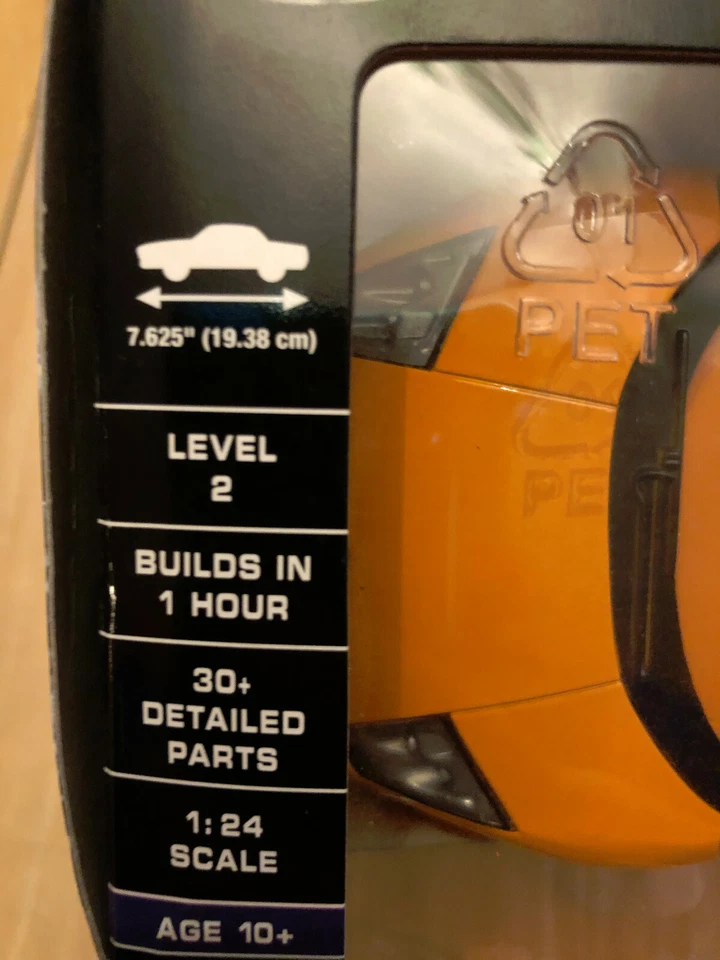 7.625" (19.38 cm)
LEVEL
2
BUILDS IN
1 HOUR
30+
DETAILED
PARTS
1:24
SCALE
AGE 10+
01
PET